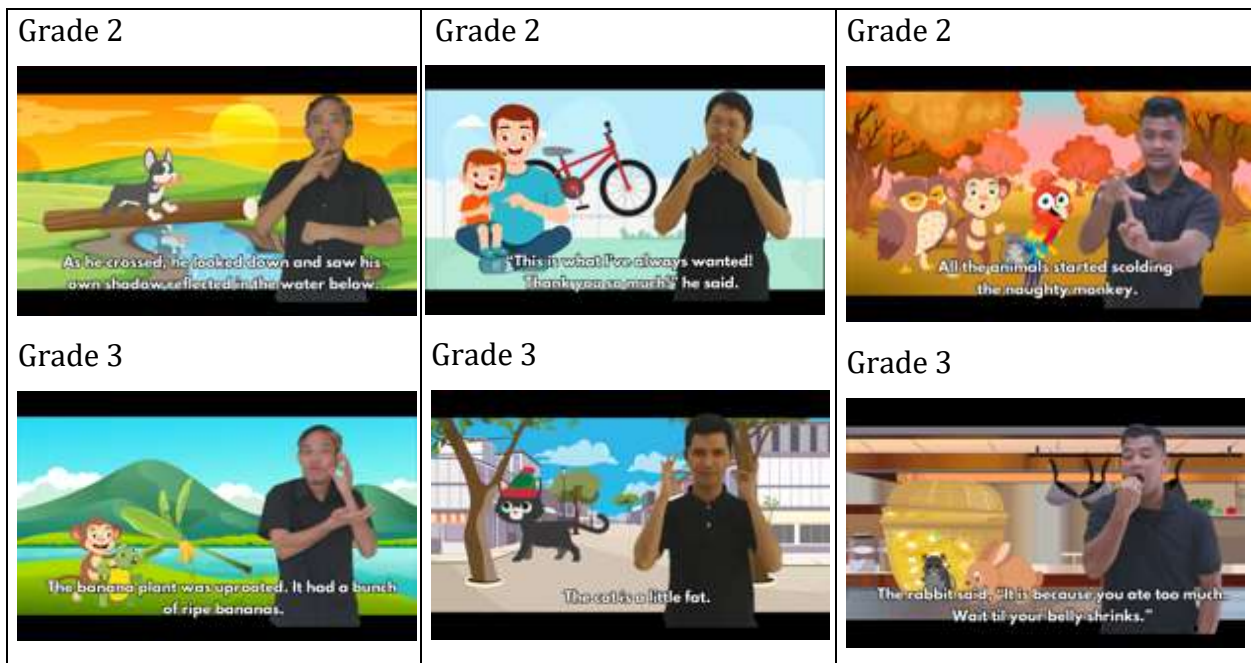 Grade 2
As he crossed, he looked down and saw his
own shadow reflected in the water below.
Grade 2
"This is what I've always wanted!
Thank you so much!" he said.
Grade 2
All the animals started scolding
the naughty monkey.
Grade 3
The banana plant was uprooted. It had a bunch
of ripe bananas.
Grade 3
The cat is a little fat.
Grade 3
The rabbit said, "It is because you ate too much.
Wait til your belly shrinks."